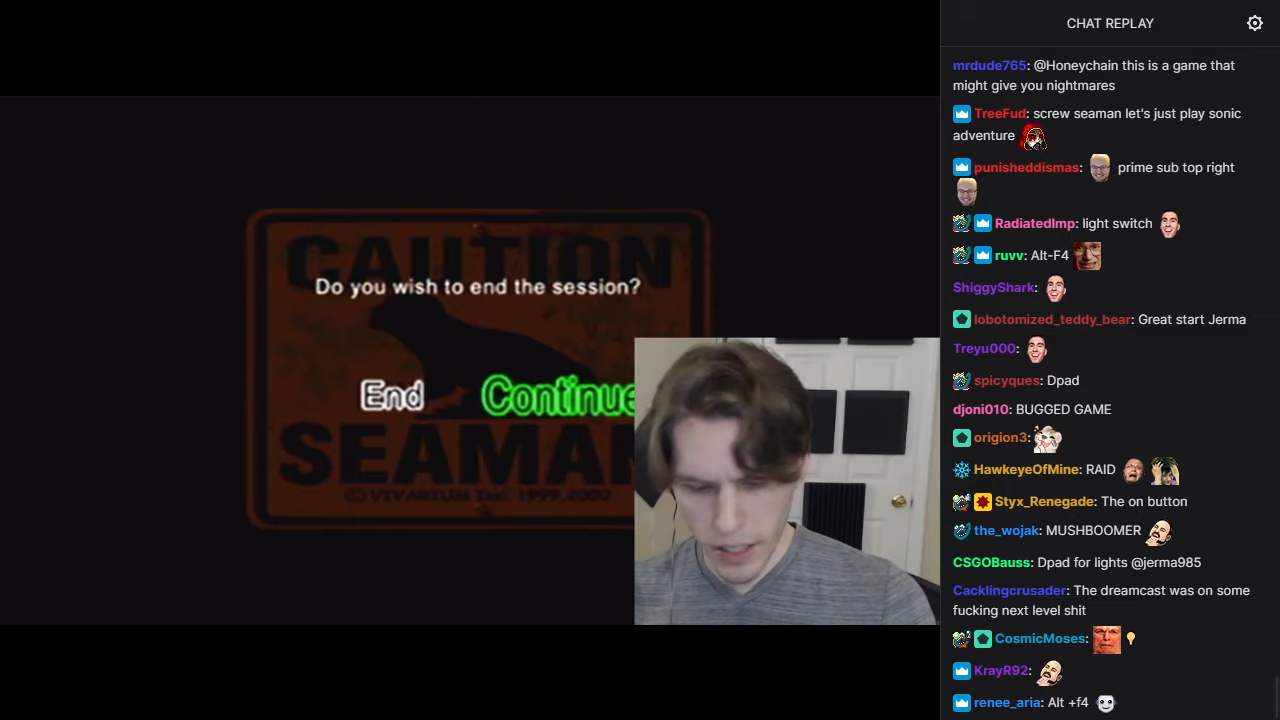 CAUTION
Do you wish to end the session?
End
Continue
SEAMAN
© VIVARIUM Inc. 1999,2000
CHAT REPLAY
mrdude765: @Honeychain this is a game that
might give you nightmares
TreeFud: screw seaman let's just play sonic
adventure
punisheddismas: prime sub top right
RadiatedImp: light switch
ruvv: Alt-F4
ShiggyShark:
lobotomized_teddy_bear: Great start Jerma
Treyu000:
spicyques: Dpad
djoni010: BUGGED GAME
origion3:
HawkeyeOfMine: RAID
Styx_Renegade: The on button
the_wojak: MUSHBOOMER
CSGOBauss: Dpad for lights @jerma985
Cacklingcrusader: The dreamcast was on some
fucking next level shit
CosmicMoses:
KrayR92:
renee_aria: Alt +f4